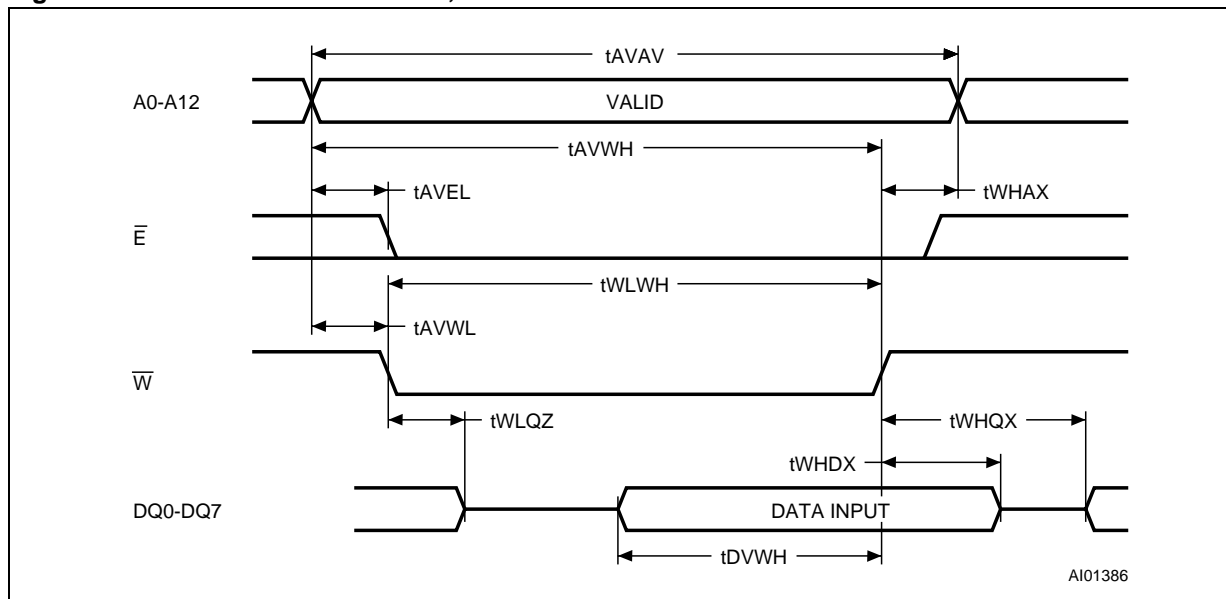 tAVAV
A0-A12
VALID
tAVWH
tAVEL
tWHAX
E̅
tWLWH
tAVWL
W̅
tWLQZ
tWHQX
tWHDX
DQ0-DQ7
DATA INPUT
tDVWH
AI01386